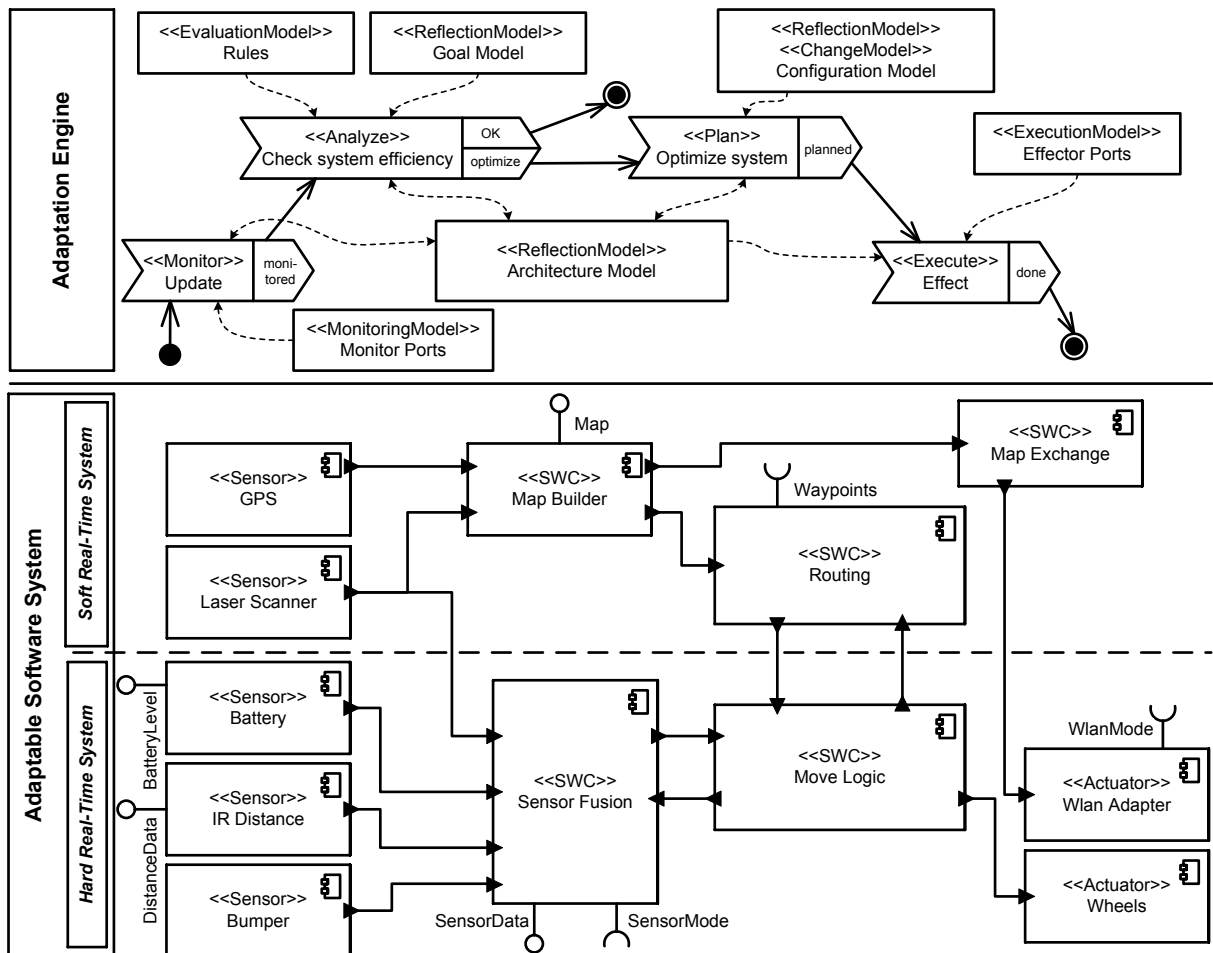 Adaptation Engine
<<EvaluationModel>>
Rules
<<ReflectionModel>>
Goal Model
<<ReflectionModel>>
<<ChangeModel>>
Configuration Model
<<Analyze>>
Check system efficiency
OK
optimize
<<Plan>>
Optimize system
planned
<<ExecutionModel>>
Effector Ports
<<Monitor>>
Update
moni-
tored
<<ReflectionModel>>
Architecture Model
<<Execute>>
Effect
done
<<MonitoringModel>>
Monitor Ports
Adaptable Software System
Soft Real-Time System
<<Sensor>>
GPS
Map
<<SWC>>
Map Builder
<<SWC>>
Map Exchange
Waypoints
<<SWC>>
Routing
<<Sensor>>
Laser Scanner
Hard Real-Time System
BatteryLevel
<<Sensor>>
Battery
DistanceData
<<Sensor>>
IR Distance
<<Sensor>>
Bumper
<<SWC>>
Sensor Fusion
SensorData
SensorMode
<<SWC>>
Move Logic
WlanMode
<<Actuator>>
Wlan Adapter
<<Actuator>>
Wheels